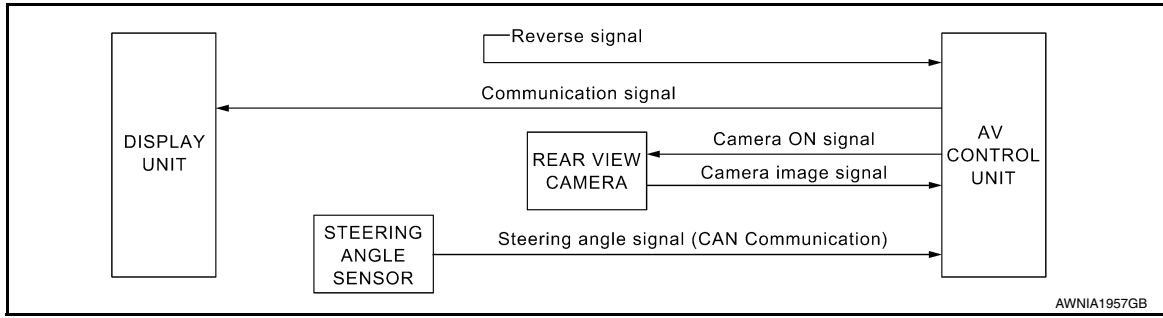 Reverse signal
Communication signal
DISPLAY
UNIT
Camera ON signal
AV
CONTROL
UNIT
REAR VIEW
CAMERA
Camera image signal
STEERING
ANGLE
SENSOR
Steering angle signal (CAN Communication)
AWNIA1957GB